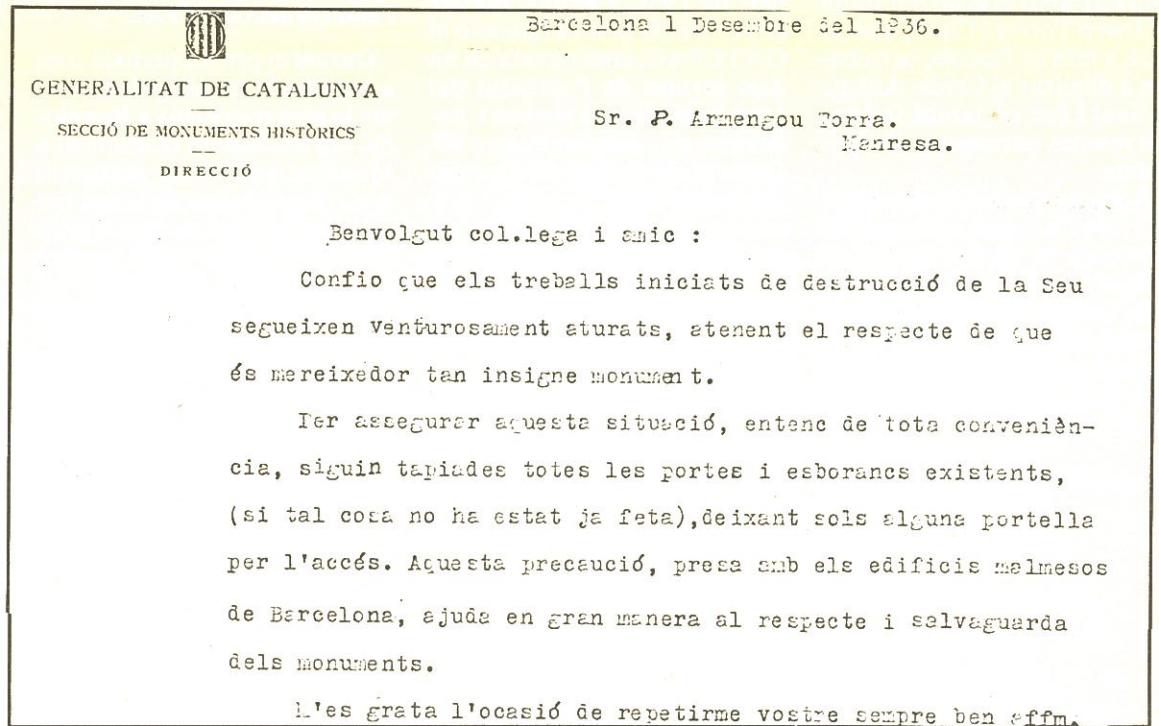 Barcelona 1 Desembre del 1936.
GENERALITAT DE CATALUNYA
SECCIÓ DE MONUMENTS HISTÒRICS
DIRECCIÓ
Sr. P. Armengou Torra.
Manresa.
Benvolgut col.lega i amic :
Confio que els treballs iniciats de destrucció de la Seu
segueixen venturosament aturats, atenent el respecte de que
és mereixedor tan insigne monument.
Per assegurar aquesta situació, entenc de tota convenièn-
cia, siguin tapiades totes les portes i esborancs existents,
(si tal cosa no ha estat ja feta),deixant sols alguna portella
per l'accés. Aquesta precaució, presa amb els edificis malmesos
de Barcelona, ajuda en gran manera al respecte i salvaguarda
dels monuments.
M'es grata l'ocasió de repetirme vostre sempre ben affm.